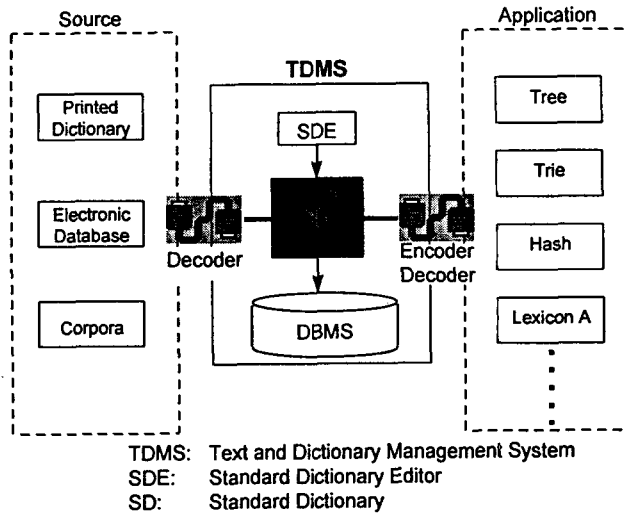 Source
Application
TDMS
Printed
Dictionary
Electronic
Database
Corpora
Decoder
SDE
DBMS
Encoder
Decoder
Tree
Trie
Hash
Lexicon A
TDMS: Text and Dictionary Management System
SDE: Standard Dictionary Editor
SD: Standard Dictionary